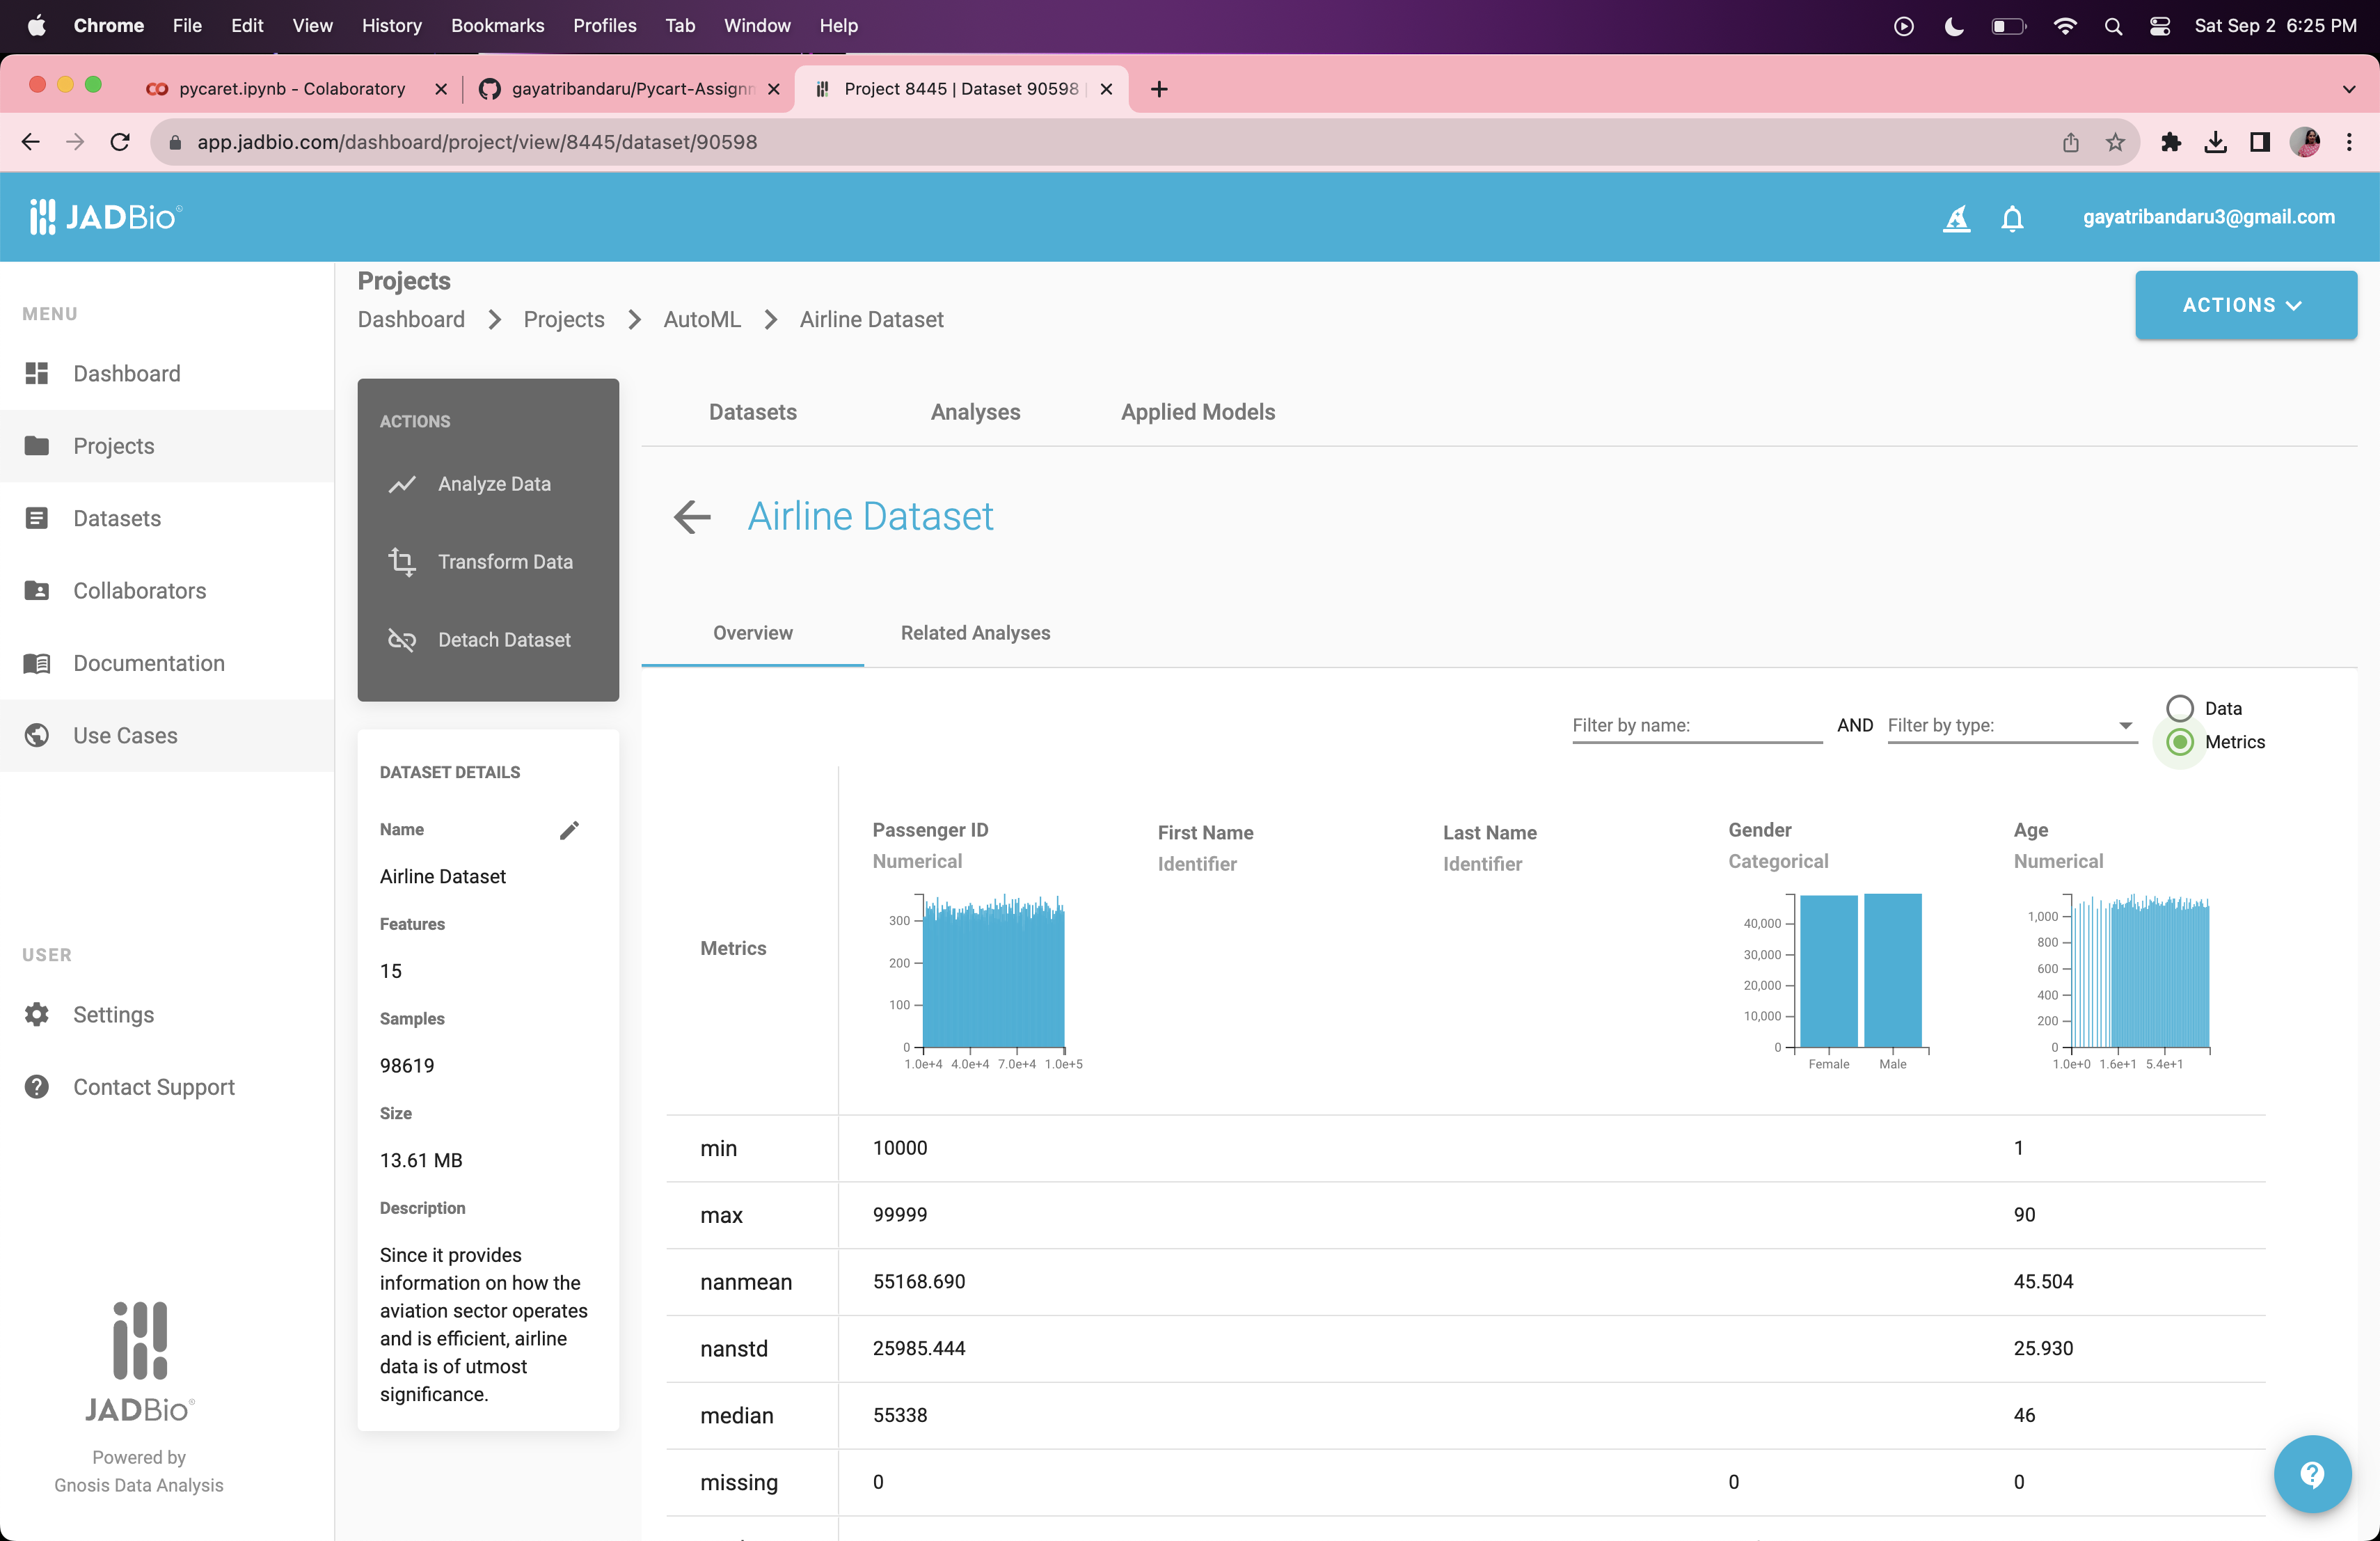 Chrome File Edit View History Bookmarks Profiles Tab Window Help Sat Sep 2 6:25 PM
pycaret.ipynb - Colaboratory gayatribandaru/Pycart-Assignn Project 8445 | Dataset 90598
app.jadbio.com/dashboard/project/view/8445/dataset/90598
JADBio gayatribandaru3@gmail.com
MENU
Dashboard
Projects
Datasets
Collaborators
Documentation
Use Cases
USER
Settings
Contact Support
JADBio
Powered by
Gnosis Data Analysis
Projects
Dashboard Projects AutoML Airline Dataset
ACTIONS
ACTIONS
Analyze Data
Transform Data
Detach Dataset
DATASET DETAILS
Name
Airline Dataset
Features
15
Samples
98619
Size
13.61 MB
Description
Since it provides
information on how the
aviation sector operates
and is efficient, airline
data is of utmost
significance.
Datasets Analyses Applied Models
Airline Dataset
Overview Related Analyses
Filter by name: AND Filter by type:
Data
Metrics
Metrics
Passenger ID
Numerical
300
200
100
0
1.0e+4 4.0e+4 7.0e+4 1.0e+5
First Name
Identifier
Last Name
Identifier
Gender
Categorical
40,000
30,000
20,000
10,000
0
Female Male
Age
Numerical
1,000
800
600
400
200
0
1.0e+0 1.6e+1 5.4e+1
min 10000 1
max 99999 90
nanmean 55168.690 45.504
nanstd 25985.444 25.930
median 55338 46
missing 0 0 0